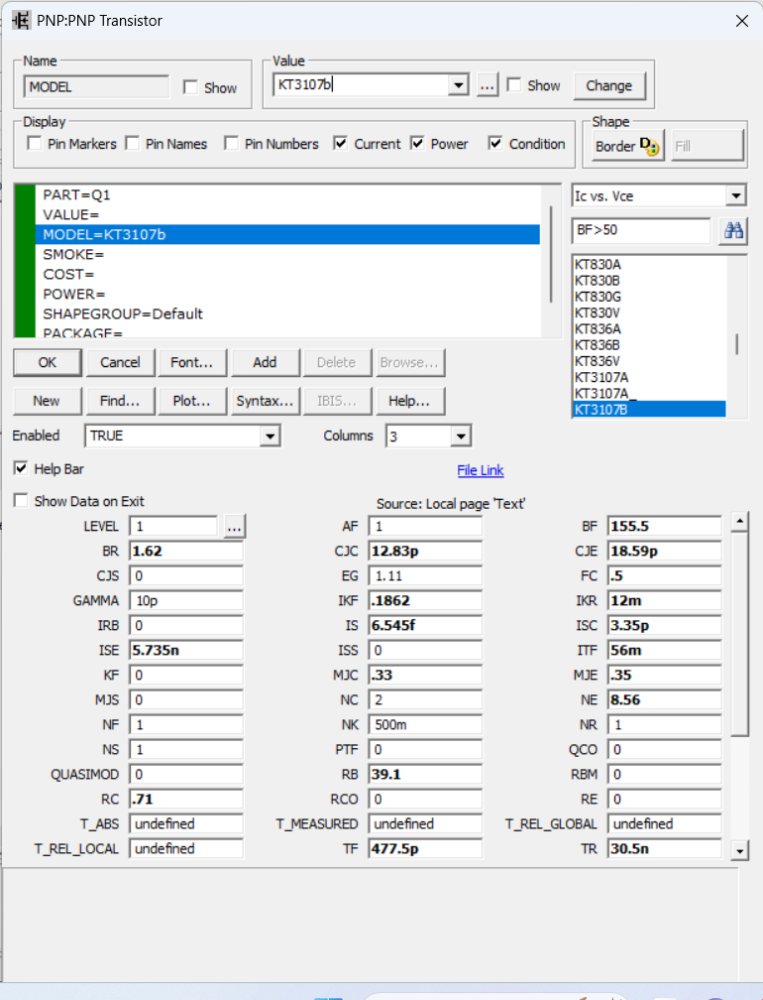 PNP:PNP Transistor
Name
MODEL Show
Value
KT3107b ... Show Change
Display
Pin Markers Pin Names Pin Numbers Current Power Condition
Shape
Border Fill
PART=Q1
VALUE=
MODEL=KT3107b
SMOKE=
COST=
POWER=
SHAPEGROUP=Default
PACKAGE=
Ic vs. Vce
BF>50
KT830A
KT830B
KT830G
KT830V
KT836A
KT836B
KT836V
KT3107A
KT3107A_
KT3107B
OK Cancel Font... Add Delete Browse...
New Find... Plot... Syntax... IBIS... Help...
Enabled TRUE Columns 3
Help Bar File Link
Show Data on Exit Source: Local page 'Text'
LEVEL 1 ... AF 1 BF 155.5
BR 1.62 CJC 12.83p CJE 18.59p
CJS 0 EG 1.11 FC .5
GAMMA 10p IKF .1862 IKR 12m
IRB 0 IS 6.545f ISC 3.35p
ISE 5.735n ISS 0 ITF 56m
KF 0 MJC .33 MJE .35
MJS 0 NC 2 NE 8.56
NF 1 NK 500m NR 1
NS 1 PTF 0 QCO 0
QUASIMOD 0 RB 39.1 RBM 0
RC .71 RCO 0 RE 0
T_ABS undefined T_MEASURED undefined T_REL_GLOBAL undefined
T_REL_LOCAL undefined TF 477.5p TR 30.5n